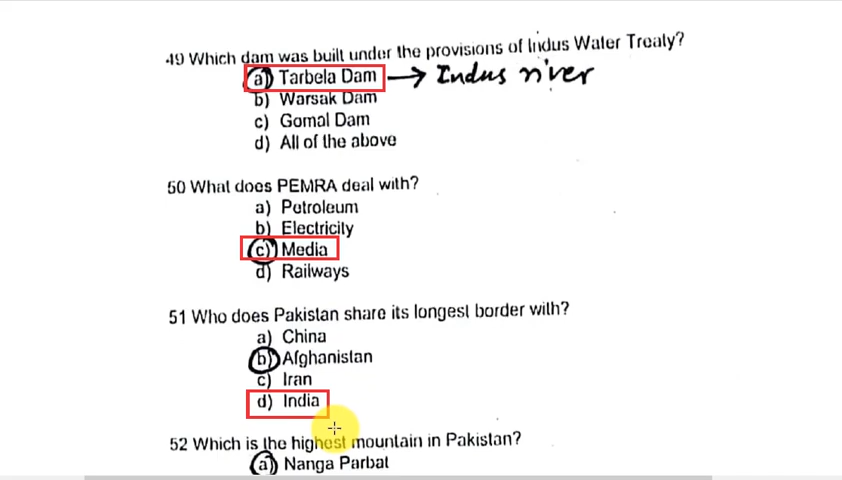 49 Which dam was built under the provisions of Indus Water Treaty?
a) Tarbela Dam → Indus river
b) Warsak Dam
c) Gomal Dam
d) All of the above
50 What does PEMRA deal with?
a) Petroleum
b) Electricity
c) Media
d) Railways
51 Who does Pakistan share its longest border with?
a) China
b) Afghanistan
c) Iran
d) India
52 Which is the highest mountain in Pakistan?
a) Nanga Parbat